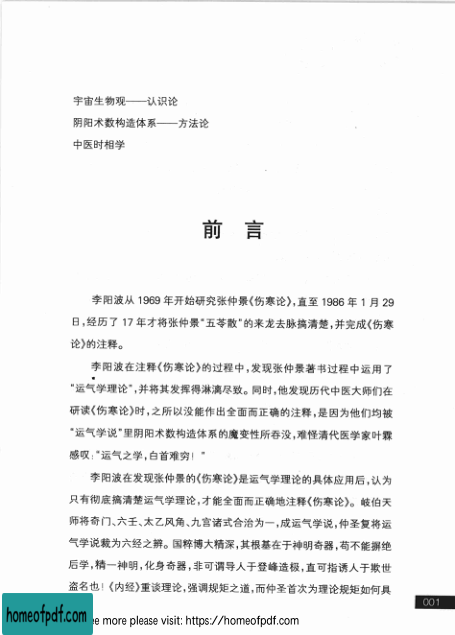 宇宙生物观——认识论
阴阳术数构造体系——方法论
中医时相学
前 言
李阳波从 1969 年开始研究张仲景《伤寒论》,直至 1986 年 1 月 29
日,经历了 17 年才将张仲景“五苓散”的来龙去脉搞清楚,并完成《伤寒
论》的注释。
李阳波在注释《伤寒论》的过程中,发现张仲景著书过程中运用了
“运气学理论”,并将其发挥得淋漓尽致。同时,他发现历代中医大师们在
研读《伤寒论》时,之所以没能作出全面而正确的注释,是因为他们均被
“运气学说”里阴阳术数构造体系的魔变性所吞没,难怪清代医学家叶霖
感叹:“运气之学,白首难穷!”
李阳波在发现张仲景的《伤寒论》是运气学理论的具体应用后,认为
只有彻底搞清楚运气学理论,才能全面而正确地注释《伤寒论》。岐伯天
师将奇门、六壬、太乙风角、九宫诸式合治为一,成运气学说,仲圣复将运
气学说裁为六经之辨。国粹博大精深,其根基在于神明奇器,苟不能摒绝
后学,精一神明,化身奇器,非可谓导人于登峰造极,直可指诱人于欺世
盗名也!《内经》重谈理论,强调规矩之道,而仲圣首次为理论规矩如何具
001
homeofpdf.com
ee more please visit: https://homeofpdf.com